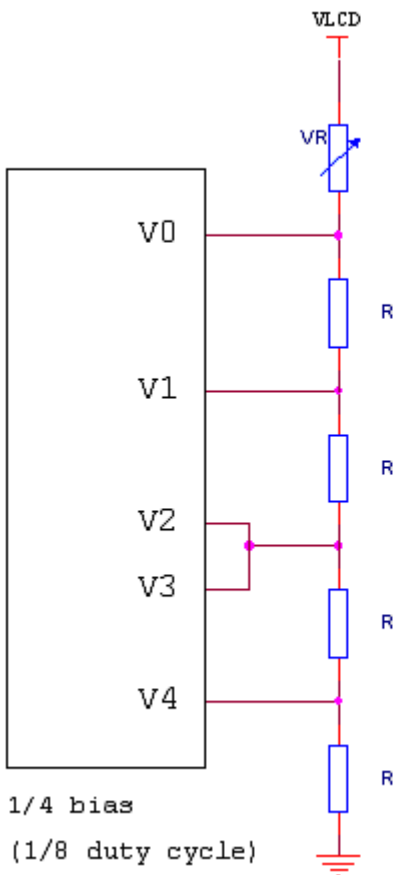 VLCD
VR
V0
R
V1
R
V2
V3
R
V4
R
1/4 bias
(1/8 duty cycle)